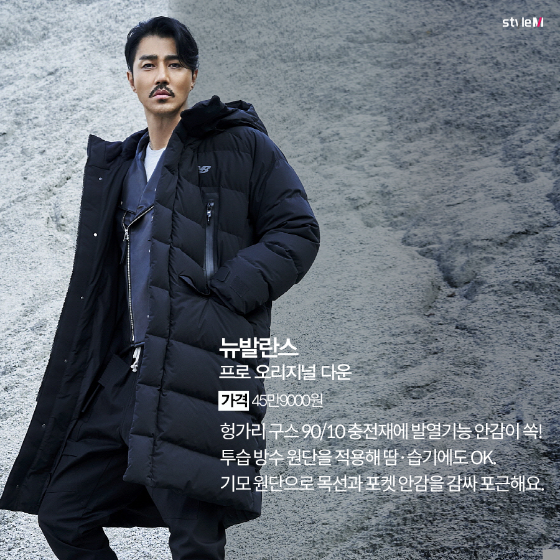 styleM
뉴발란스
프로 오리지널 다운
가격 45만9000원
헝가리 구스 90/10 충전재에 발열기능 안감이 쏙!
투습 방수 원단을 적용해 땀·습기에도 OK.
기모 원단으로 목선과 포켓 안감을 감싸 포근해요.